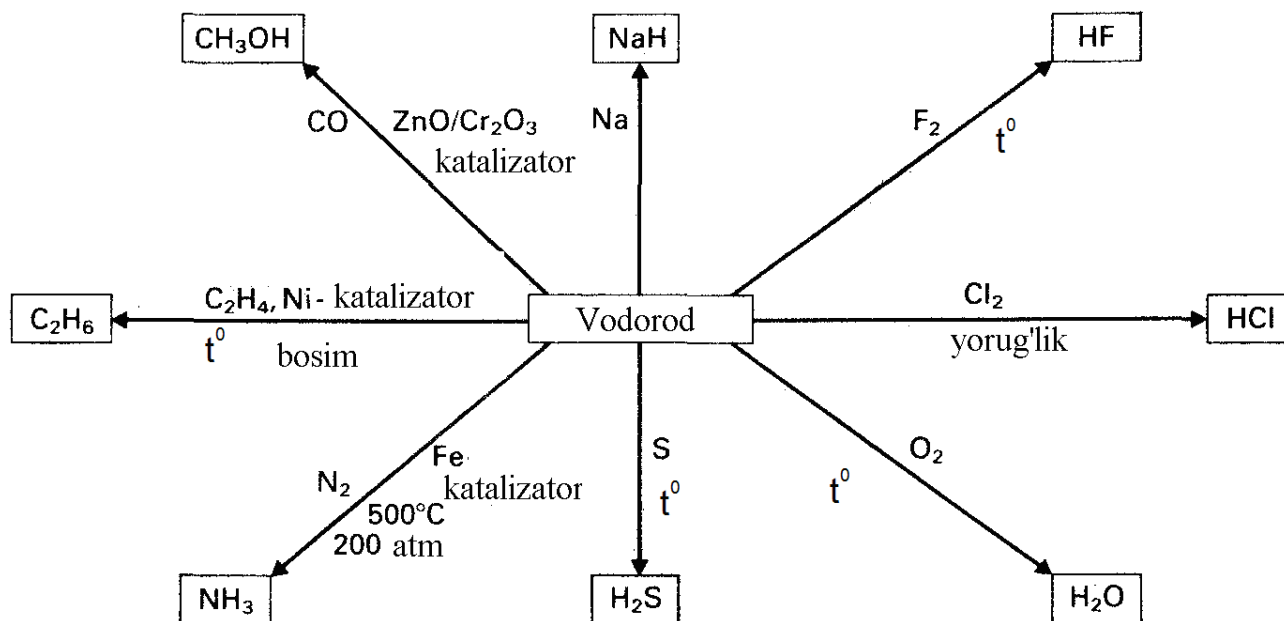 CH₃OH
NaH
HF
CO
ZnO/Cr₂O₃
katalizator
Na
F₂
t⁰
C₂H₆
C₂H₄, Ni - katalizator
t⁰
bosim
Vodorod
Cl₂
yorug'lik
HCl
N₂
Fe
katalizator
500°C
200 atm
S
t⁰
O₂
t⁰
NH₃
H₂S
H₂O